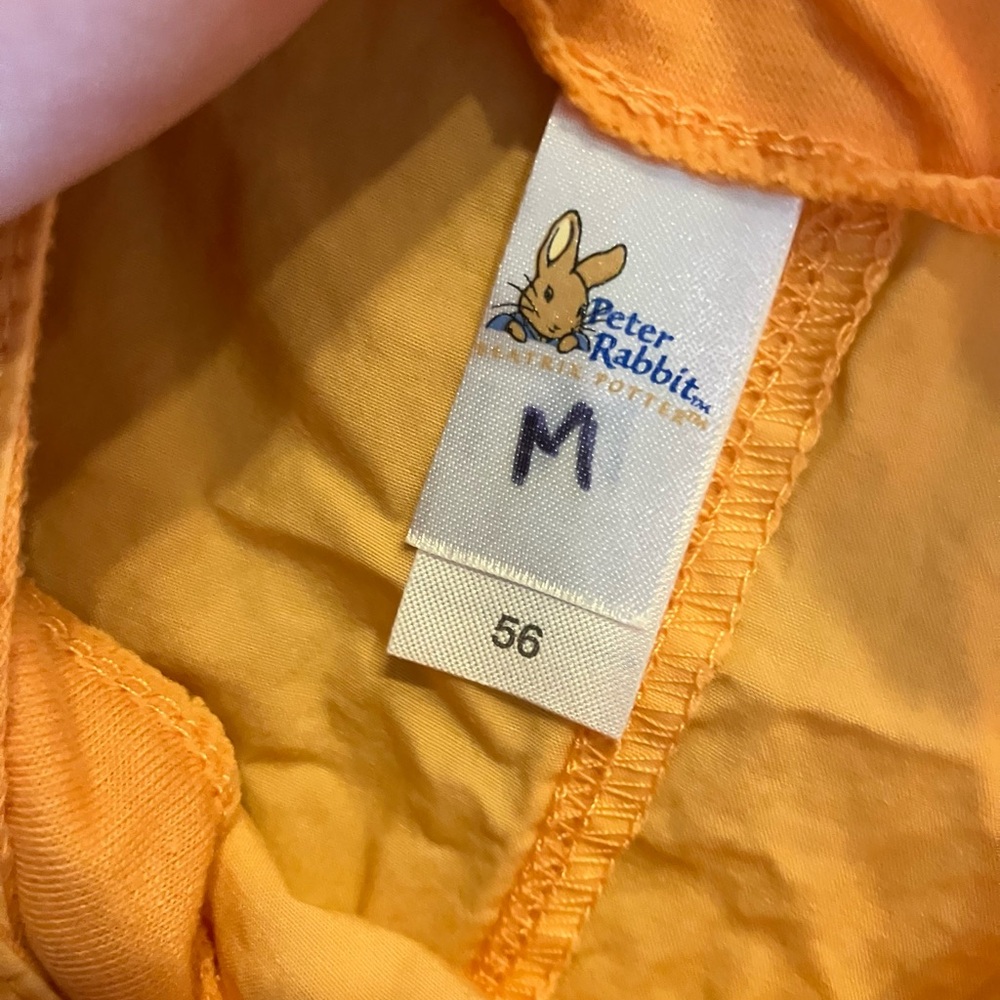 Peter
Rabbit™
BEATRIX POTTER™
M
56